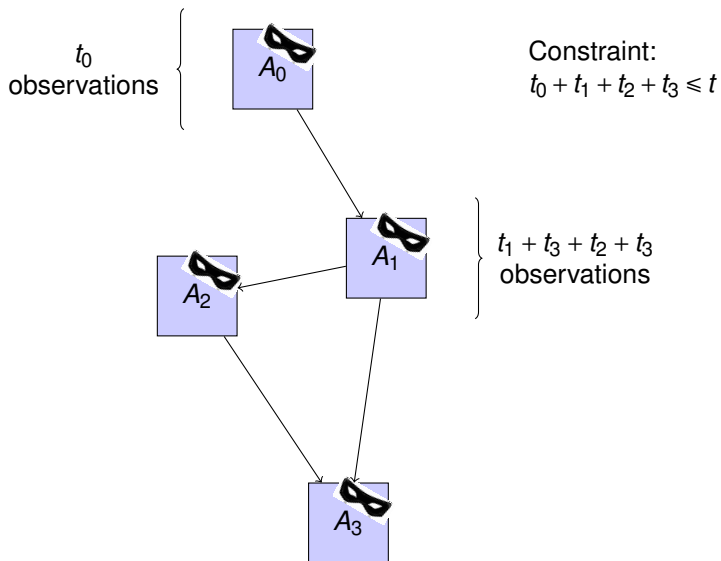 t₀
observations
A₀
Constraint:
t₀ + t₁ + t₂ + t₃ ⩽ t
A₁
t₁ + t₃ + t₂ + t₃
observations
A₂
A₃